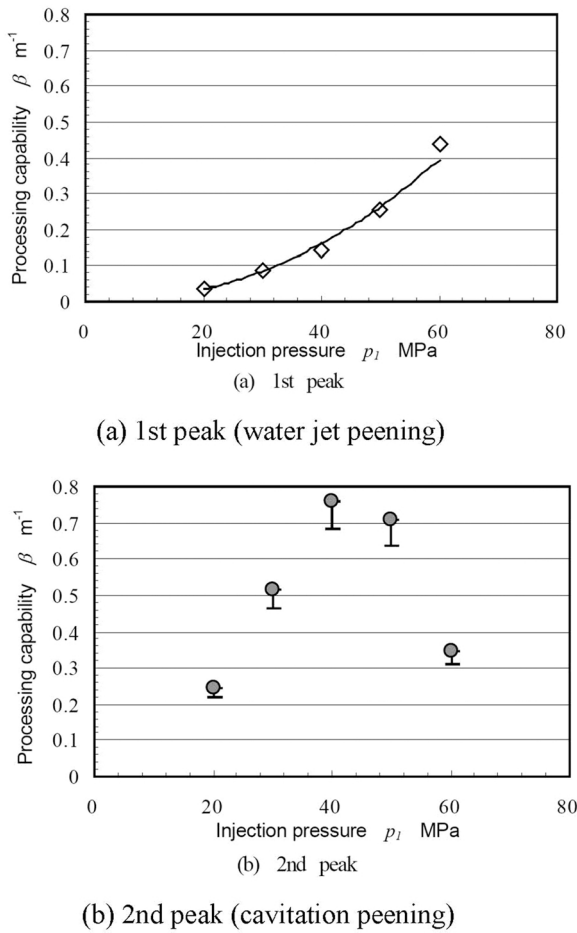 0.8
0.7
0.6
0.5
0.4
0.3
0.2
0.1
0
Processing capability β m-1
0 20 40 60 80
Injection pressure p1 MPa
(a) 1st peak
(a) 1st peak (water jet peening)
0.8
0.7
0.6
0.5
0.4
0.3
0.2
0.1
0
Processing capability β m-1
0 20 40 60 80
Injection pressure p1 MPa
(b) 2nd peak
(b) 2nd peak (cavitation peening)